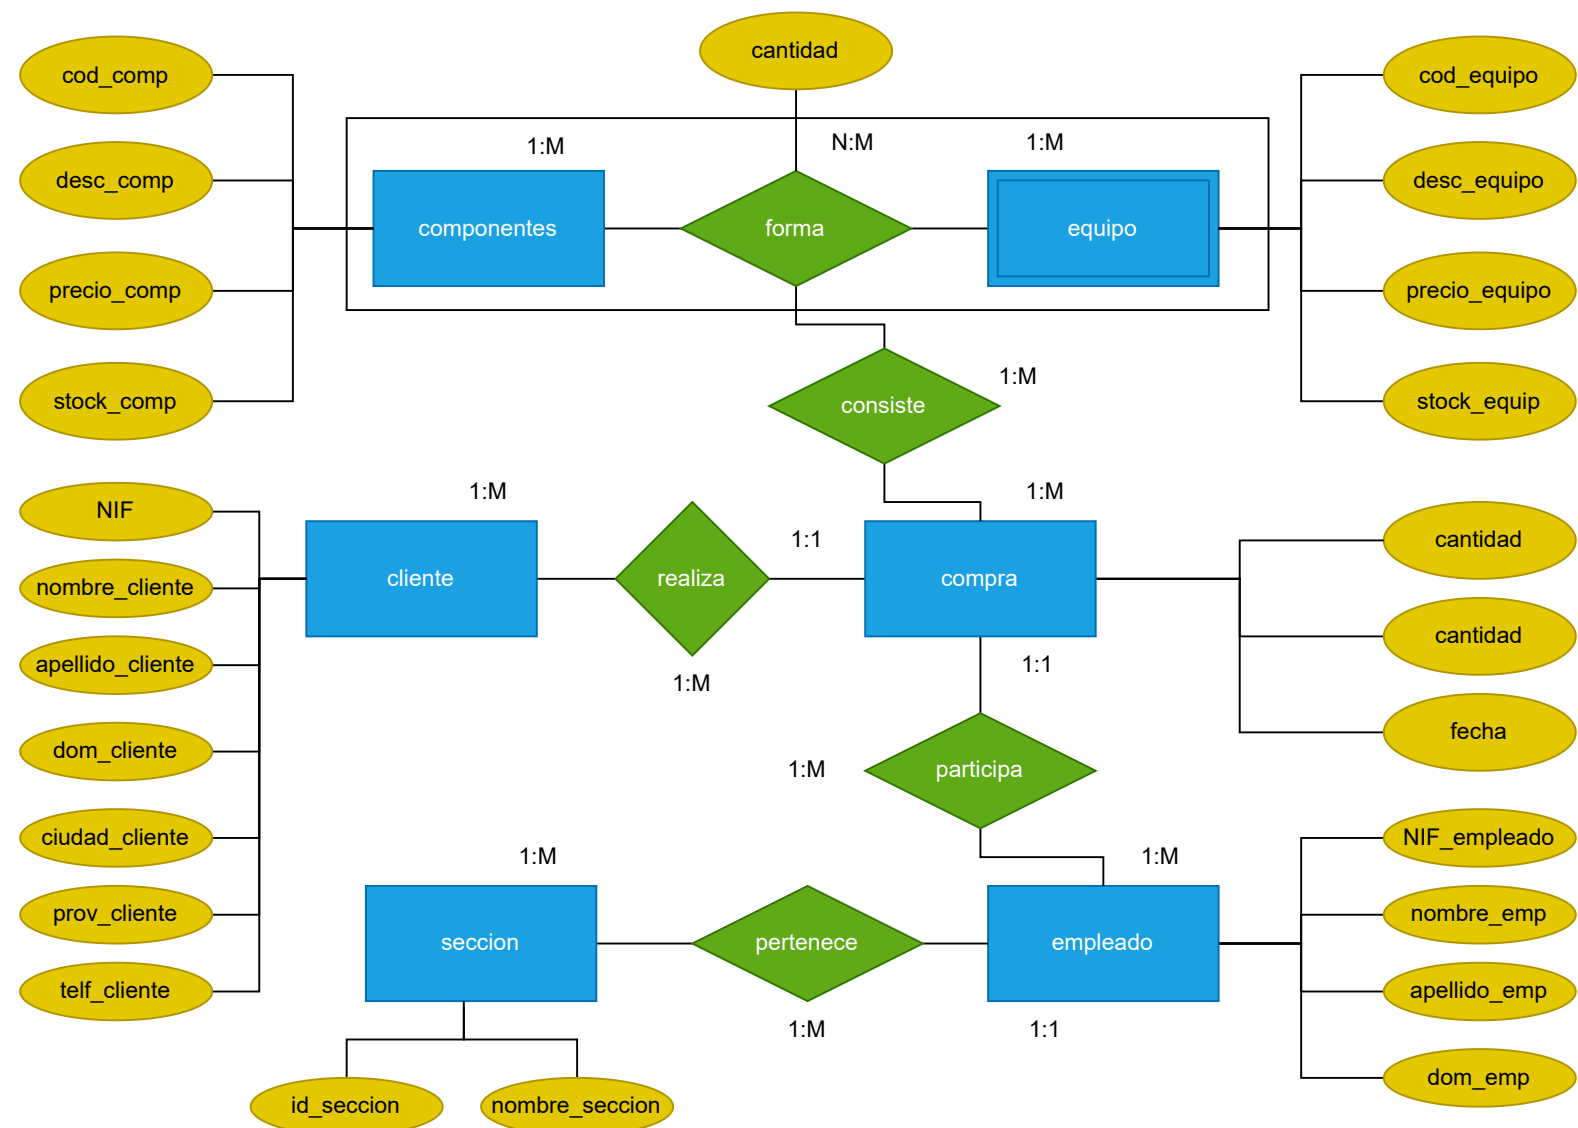 cantidad
cod_comp
cod_equipo
1:M
N:M
1:M
desc_comp
desc_equipo
componentes
forma
equipo
precio_comp
precio_equipo
1:M
stock_comp
consiste
stock_equip
NIF
1:M
1:M
1:1
cantidad
nombre_cliente
cliente
realiza
compra
cantidad
apellido_cliente
1:M
1:1
fecha
dom_cliente
1:M
participa
ciudad_cliente
NIF_empleado
1:M
1:M
prov_cliente
nombre_emp
seccion
pertenece
empleado
telf_cliente
apellido_emp
1:M
1:1
dom_emp
id_seccion
nombre_seccion